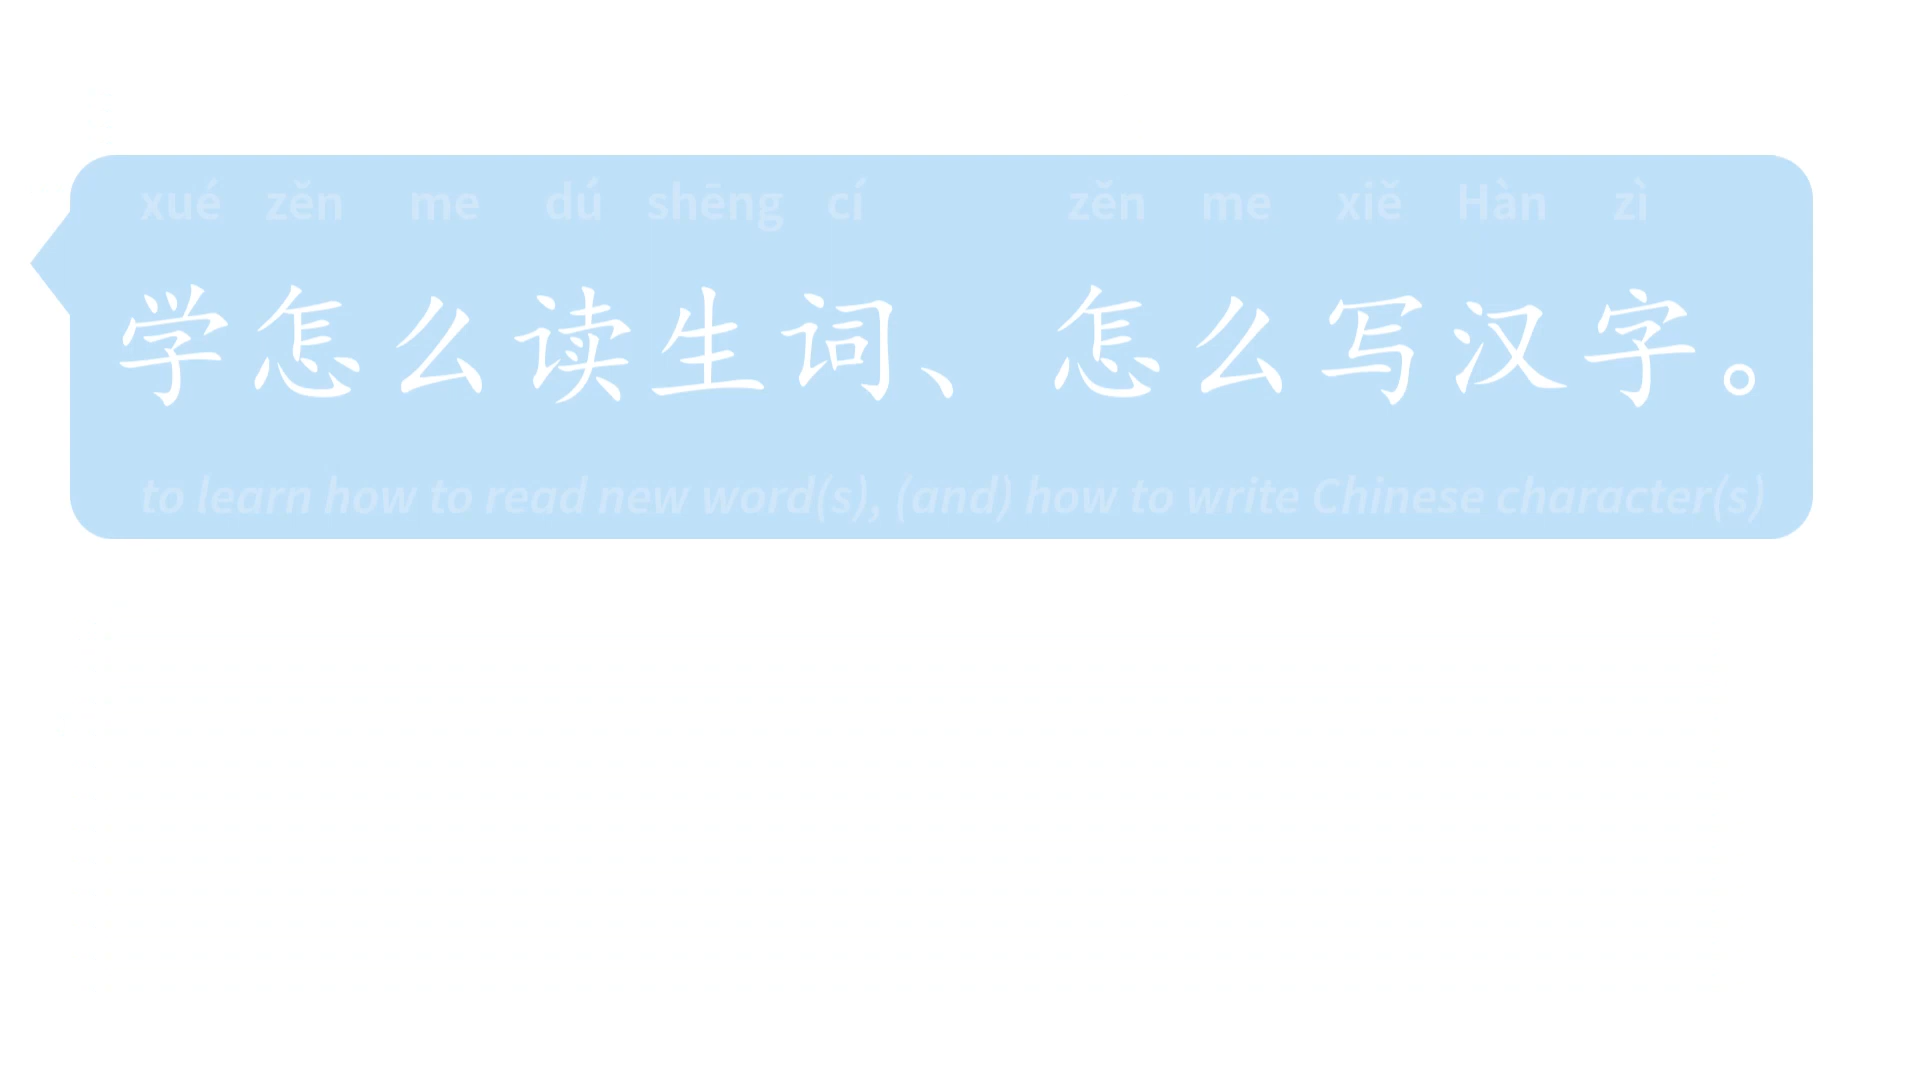 xué zěn me dú shēng cí zěn me xiě Hàn zì
学怎么读生词、怎么写汉字。
to learn how to read new word(s), (and) how to write Chinese character(s)